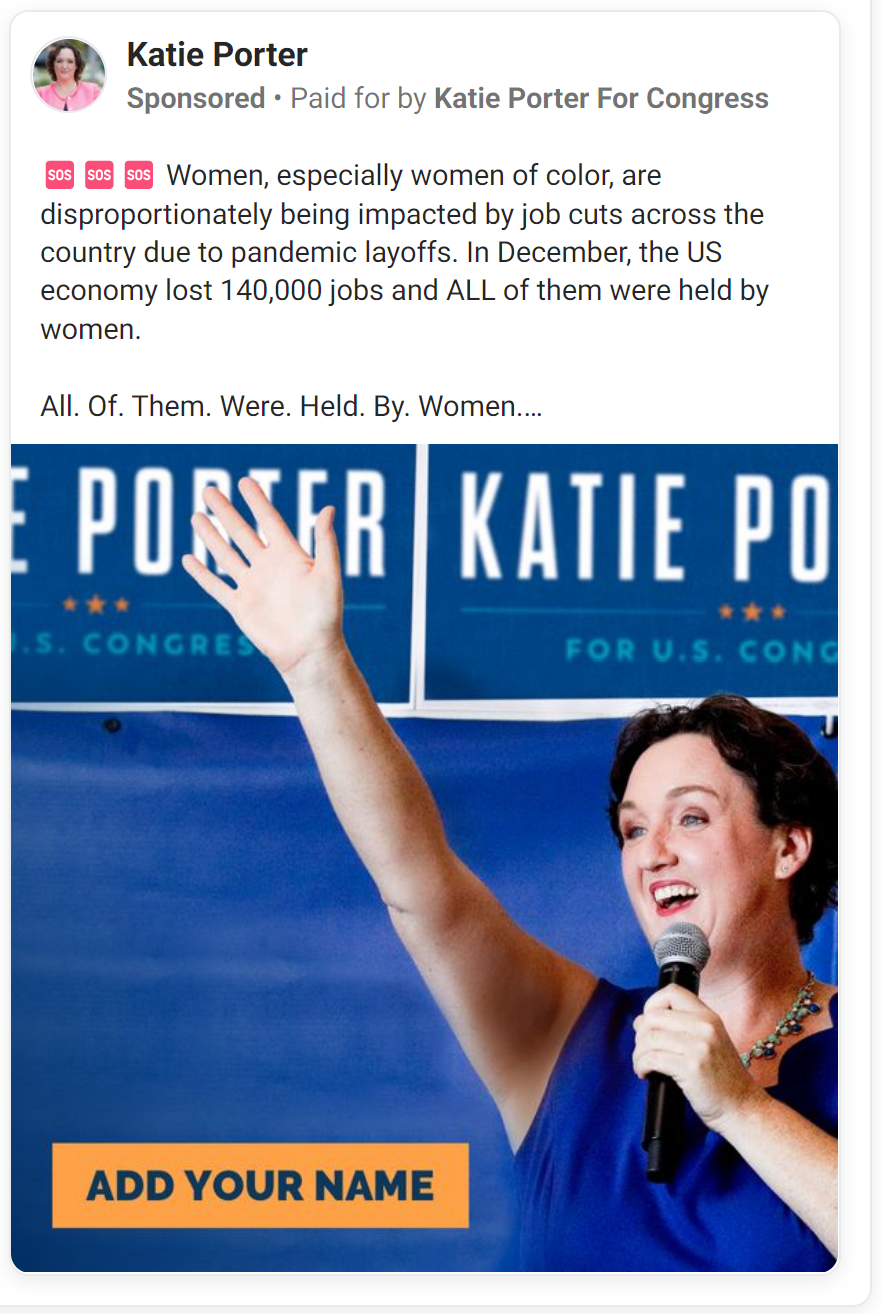 Katie Porter
Sponsored • Paid for by Katie Porter For Congress
🆘 🆘 🆘 Women, especially women of color, are
disproportionately being impacted by job cuts across the
country due to pandemic layoffs. In December, the US
economy lost 140,000 jobs and ALL of them were held by
women.
All. Of. Them. Were. Held. By. Women.…
E PORTER
.S. CONGRES
KATIE PO
FOR U.S. CONG
ADD YOUR NAME